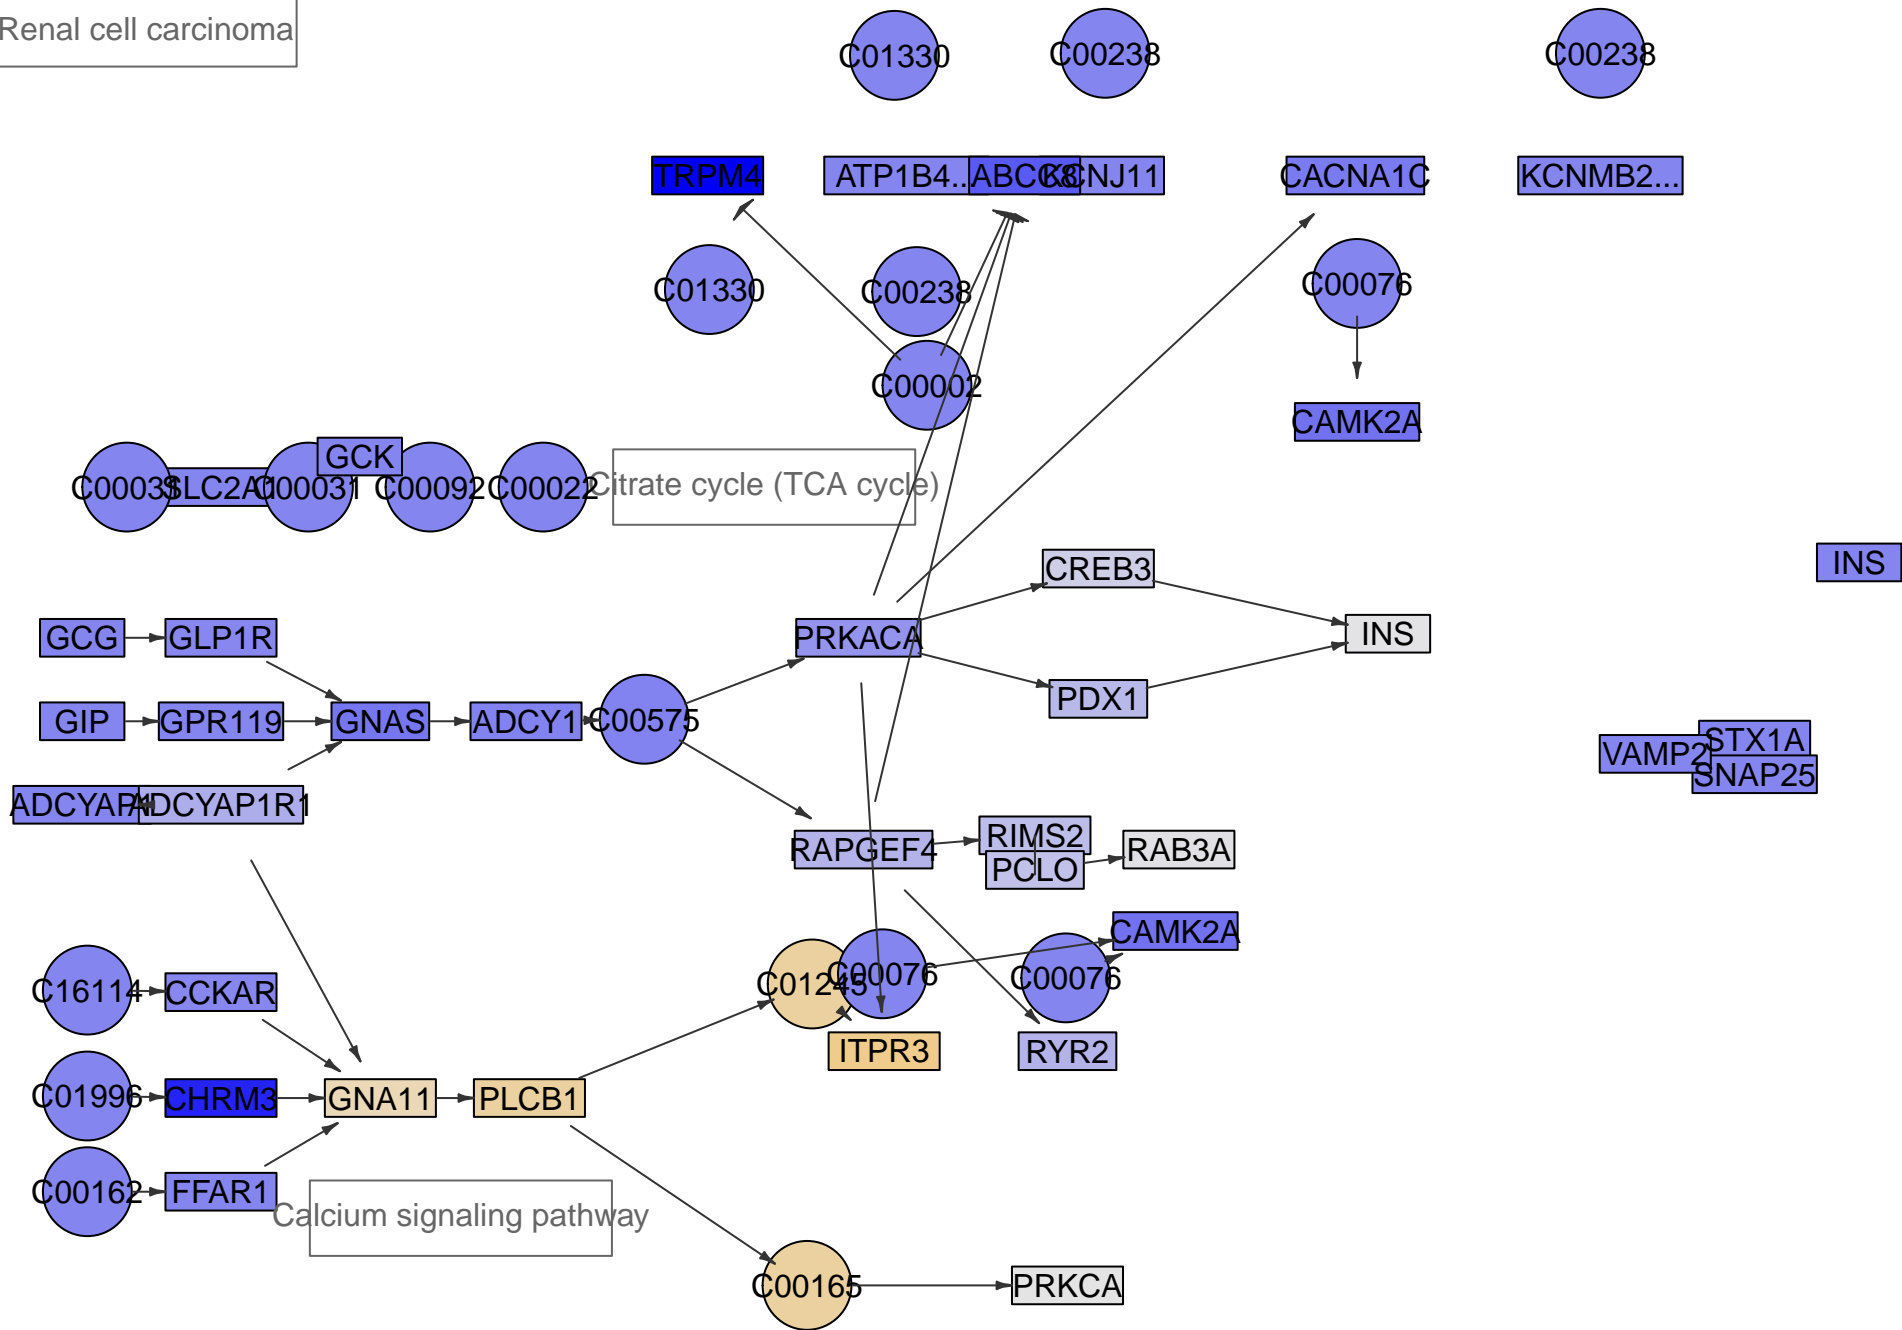 Renal cell carcinoma
C01330
C00238
C00238
TRPM4
ATP1B4...
ABCC8
KCNJ11
CACNA1C
KCNMB2...
C01330
C00238
C00076
C00002
CAMK2A
GCK
C00031
SLC2A1
C00031
C00092
C00022
Citrate cycle (TCA cycle)
CREB3
INS
GCG
GLP1R
PRKACA
INS
PDX1
GIP
GPR119
GNAS
ADCY1
C00575
STX1A
VAMP2
SNAP25
ADCYAP1
ADCYAP1R1
RAPGEF4
RIMS2
RAB3A
PCLO
CAMK2A
C16114
CCKAR
C01245
C00076
C00076
ITPR3
RYR2
C01996
CHRM3
GNA11
PLCB1
C00162
FFAR1
Calcium signaling pathway
C00165
PRKCA